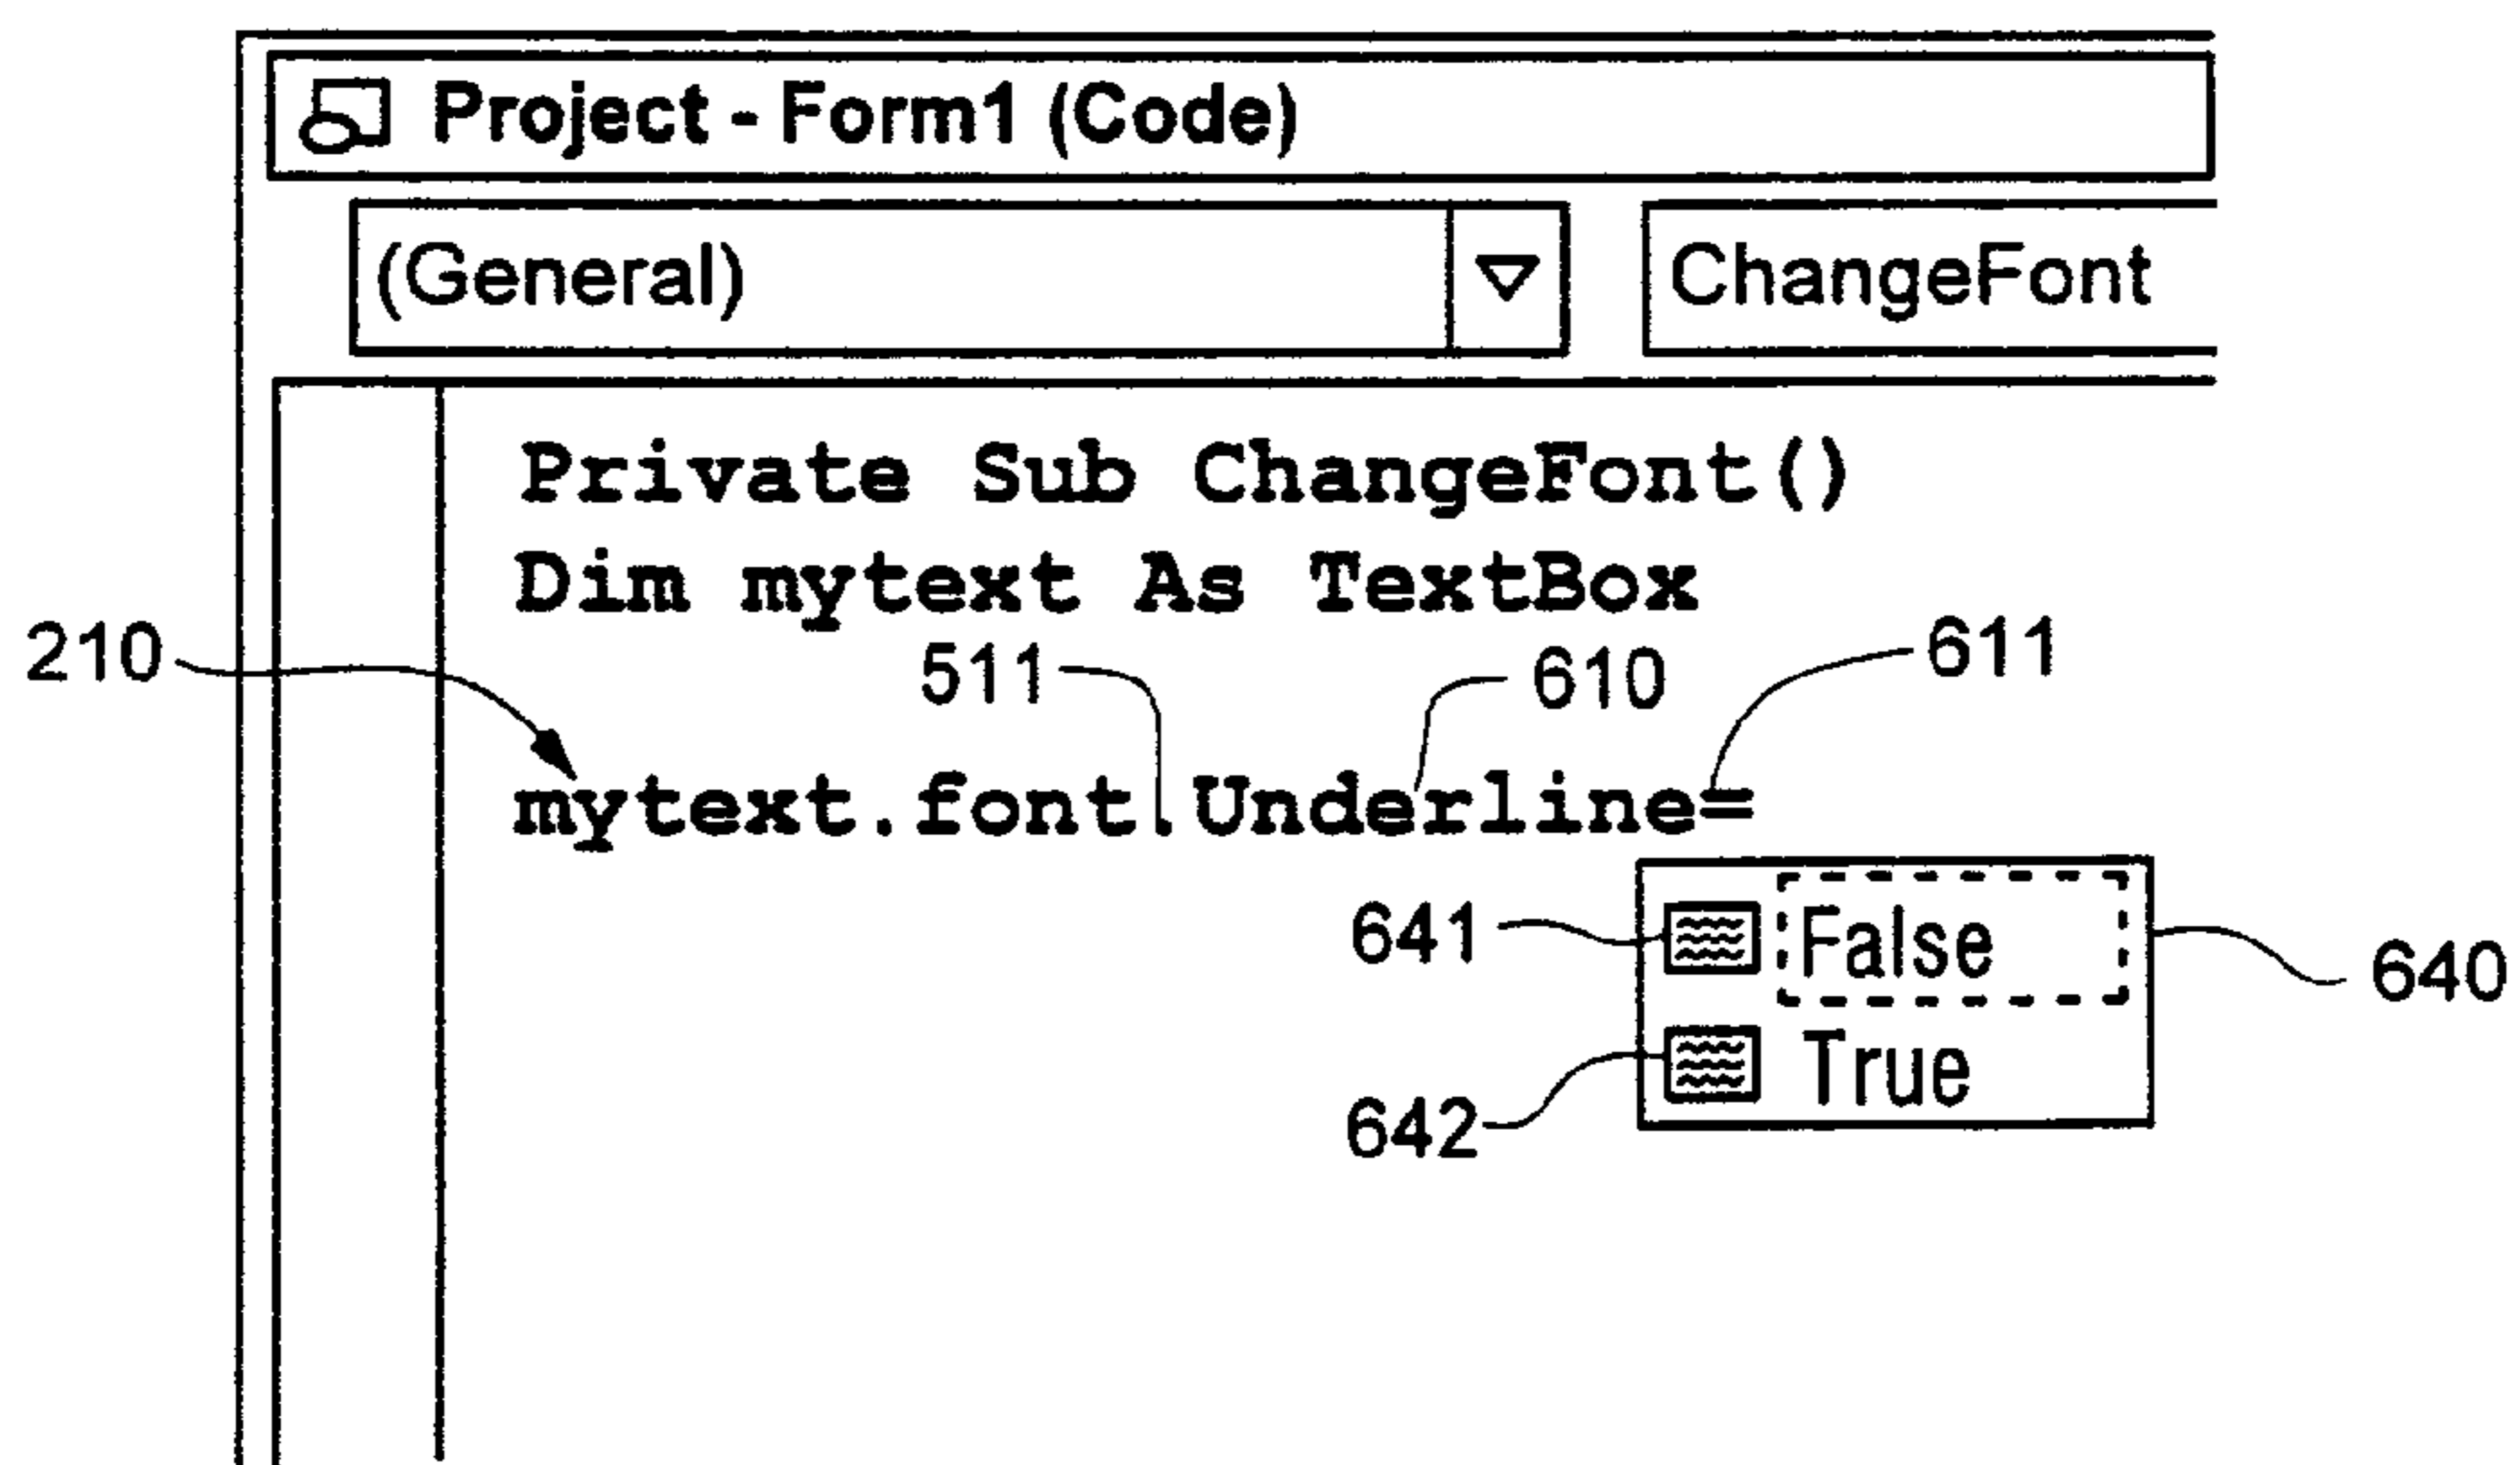 Project - Form1 (Code)
(General) ChangeFont
Private Sub ChangeFont()
Dim mytext As TextBox
210 511 610 611
mytext.font.Underline=
641 False 640
642 True